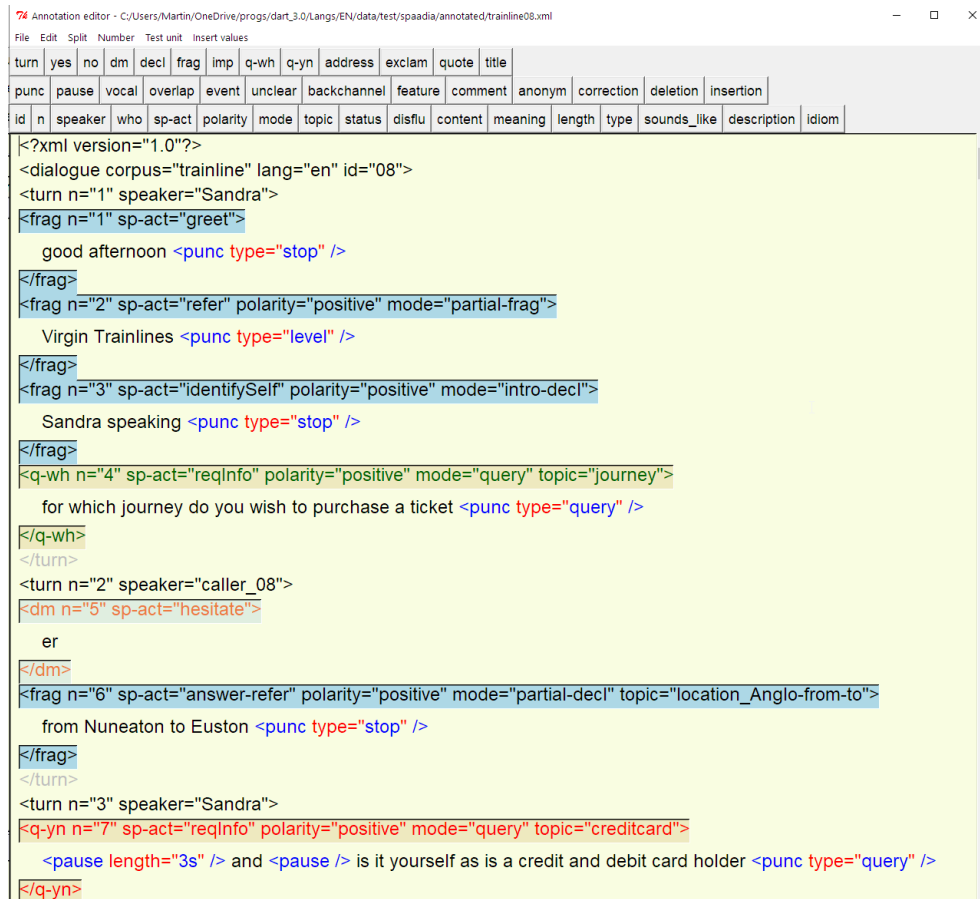 Annotation editor - C:/Users/Martin/OneDrive/progs/dart_3.0/Langs/EN/data/test/spaadia/annotated/trainline08.xml
File Edit Split Number Test unit Insert values
turn yes no dm decl frag imp q-wh q-yn address exclam quote title
punc pause vocal overlap event unclear backchannel feature comment anonym correction deletion insertion
id n speaker who sp-act polarity mode topic status disflu content meaning length type sounds_like description idiom
<?xml version="1.0"?>
<dialogue corpus="trainline" lang="en" id="08">
<turn n="1" speaker="Sandra">
<frag n="1" sp-act="greet">
good afternoon <punc type="stop" />
</frag>
<frag n="2" sp-act="refer" polarity="positive" mode="partial-frag">
Virgin Trainlines <punc type="level" />
</frag>
<frag n="3" sp-act="identifySelf" polarity="positive" mode="intro-decl">
Sandra speaking <punc type="stop" />
</frag>
<q-wh n="4" sp-act="reqInfo" polarity="positive" mode="query" topic="journey">
for which journey do you wish to purchase a ticket <punc type="query" />
</q-wh>
</turn>
<turn n="2" speaker="caller_08">
<dm n="5" sp-act="hesitate">
er
</dm>
<frag n="6" sp-act="answer-refer" polarity="positive" mode="partial-decl" topic="location_Anglo-from-to">
from Nuneaton to Euston <punc type="stop" />
</frag>
</turn>
<turn n="3" speaker="Sandra">
<q-yn n="7" sp-act="reqInfo" polarity="positive" mode="query" topic="creditcard">
<pause length="3s" /> and <pause /> is it yourself as is a credit and debit card holder <punc type="query" />
</q-yn>